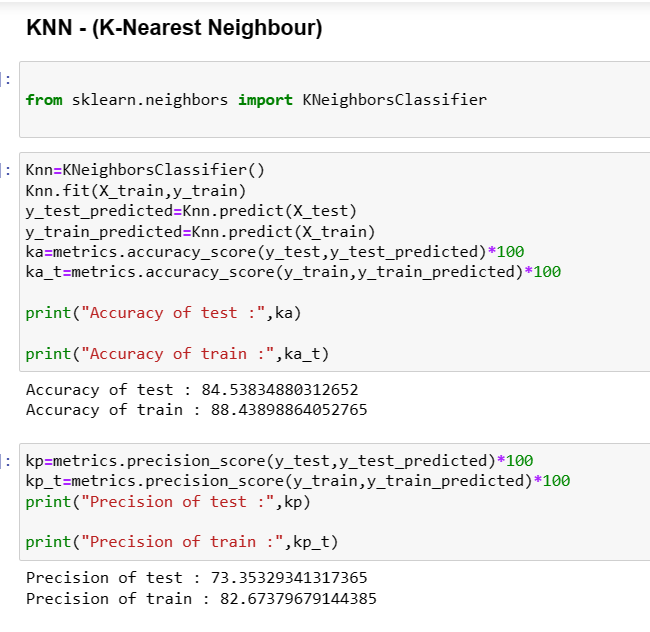 KNN - (K-Nearest Neighbour)
]:
from sklearn.neighbors import KNeighborsClassifier
]:
Knn=KNeighborsClassifier()
Knn.fit(X_train,y_train)
y_test_predicted=Knn.predict(X_test)
y_train_predicted=Knn.predict(X_train)
ka=metrics.accuracy_score(y_test,y_test_predicted)*100
ka_t=metrics.accuracy_score(y_train,y_train_predicted)*100
print("Accuracy of test :",ka)
print("Accuracy of train :",ka_t)
Accuracy of test : 84.53834880312652
Accuracy of train : 88.43898864052765
]:
kp=metrics.precision_score(y_test,y_test_predicted)*100
kp_t=metrics.precision_score(y_train,y_train_predicted)*100
print("Precision of test :",kp)
print("Precision of train :",kp_t)
Precision of test : 73.35329341317365
Precision of train : 82.67379679144385